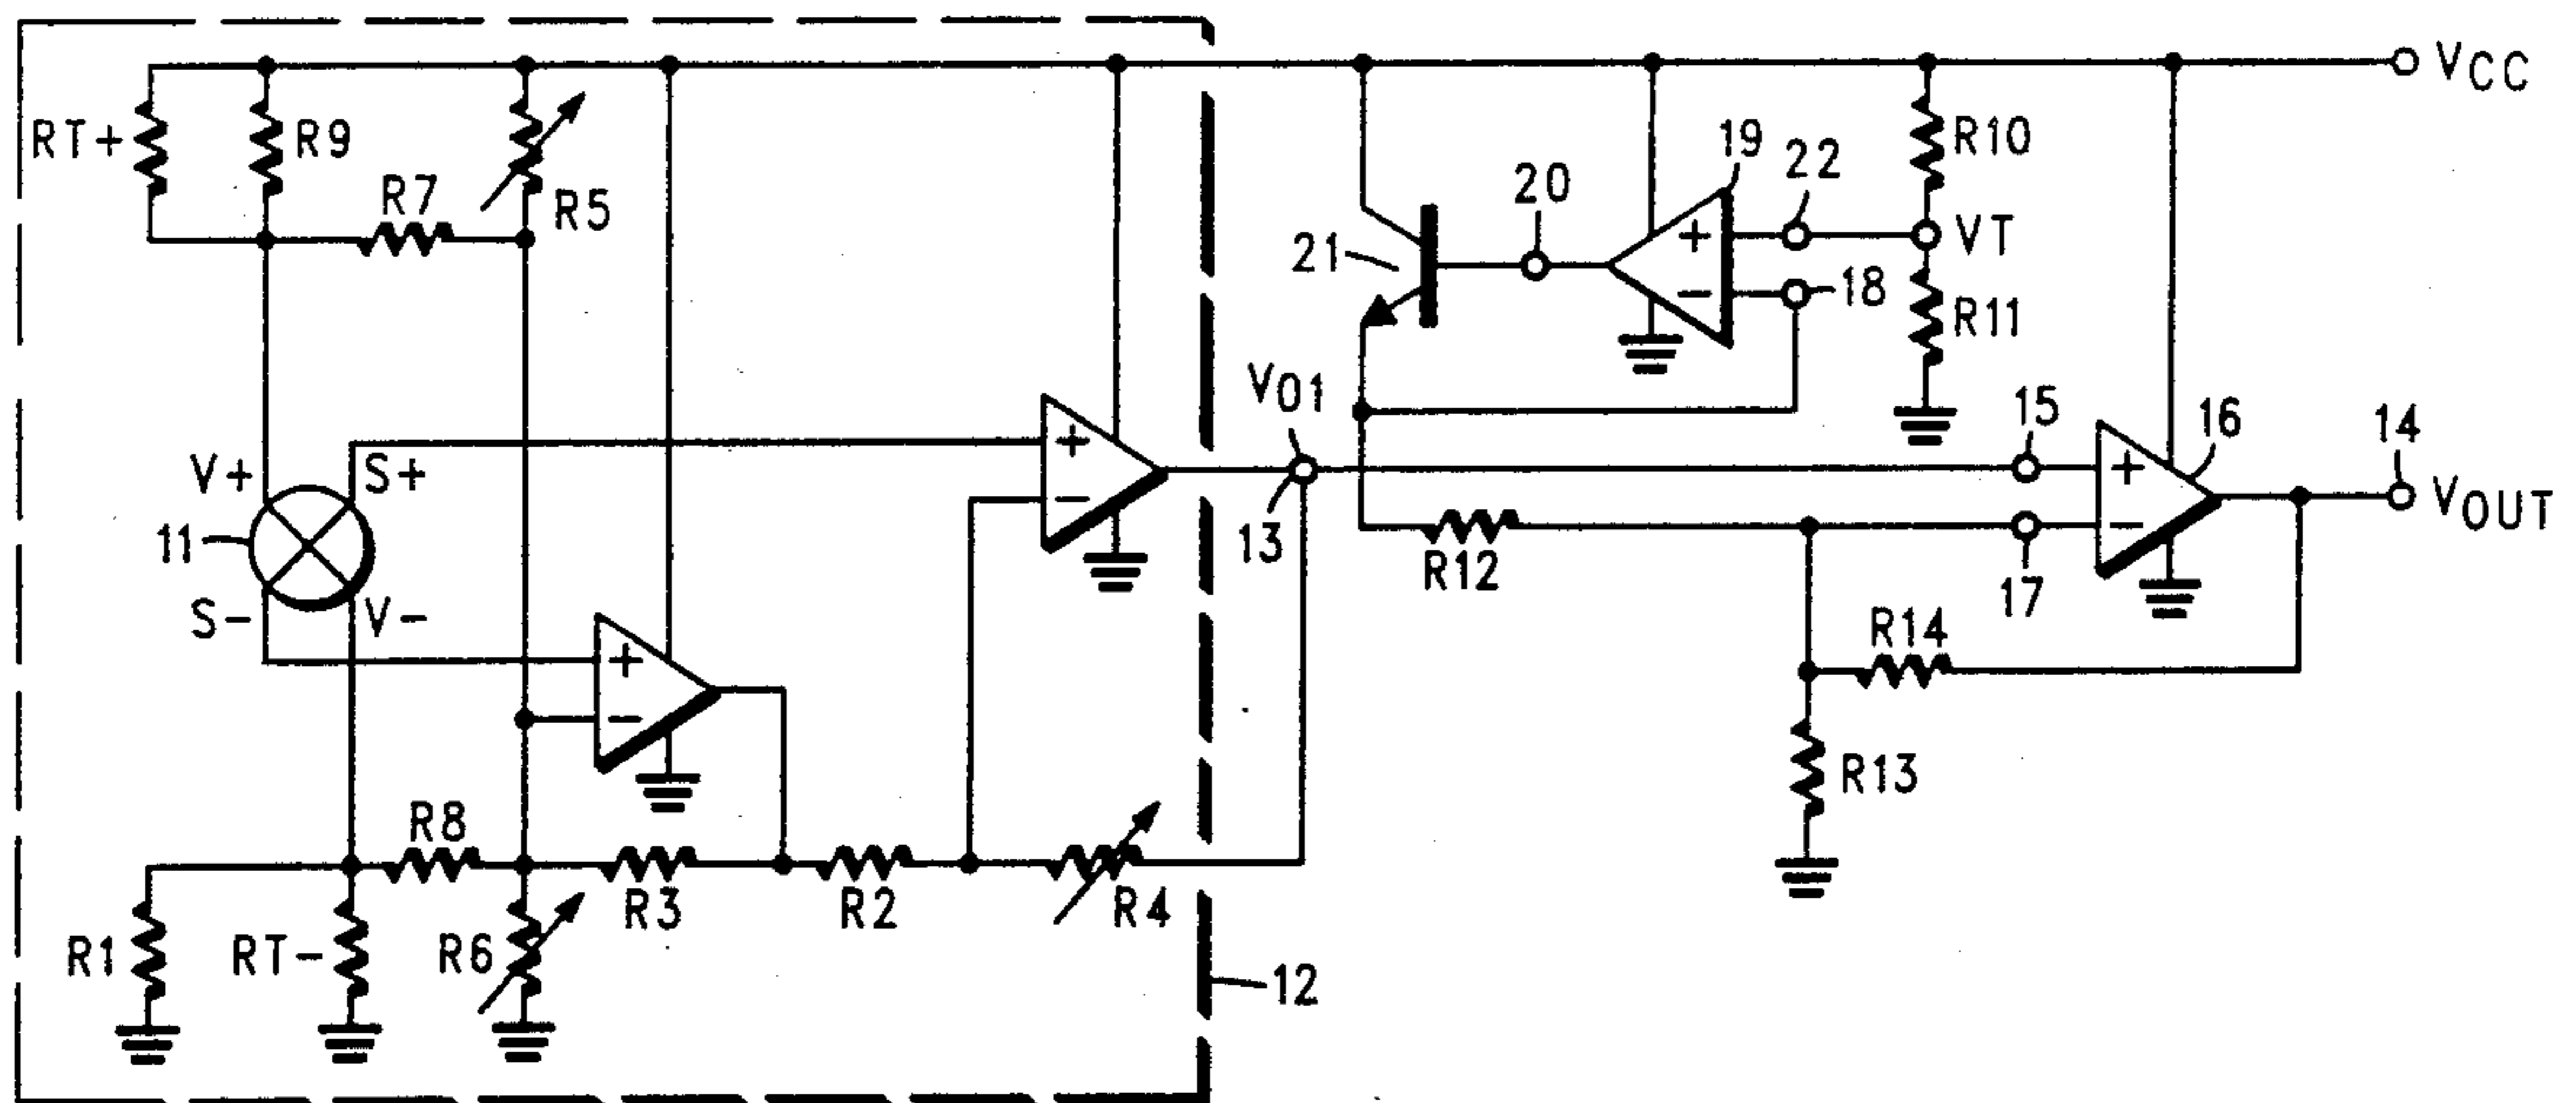 VCC
RT+
R9
R7
R5
19
22
R10
20
VT
21
18
R11
VO1
15
16
14
V+
S+
VOUT
11
13
R12
17
S-
V-
R14
R8
R13
R3
R2
R4
R1
RT-
R6
12
+
-
+
-
+
-
+
-